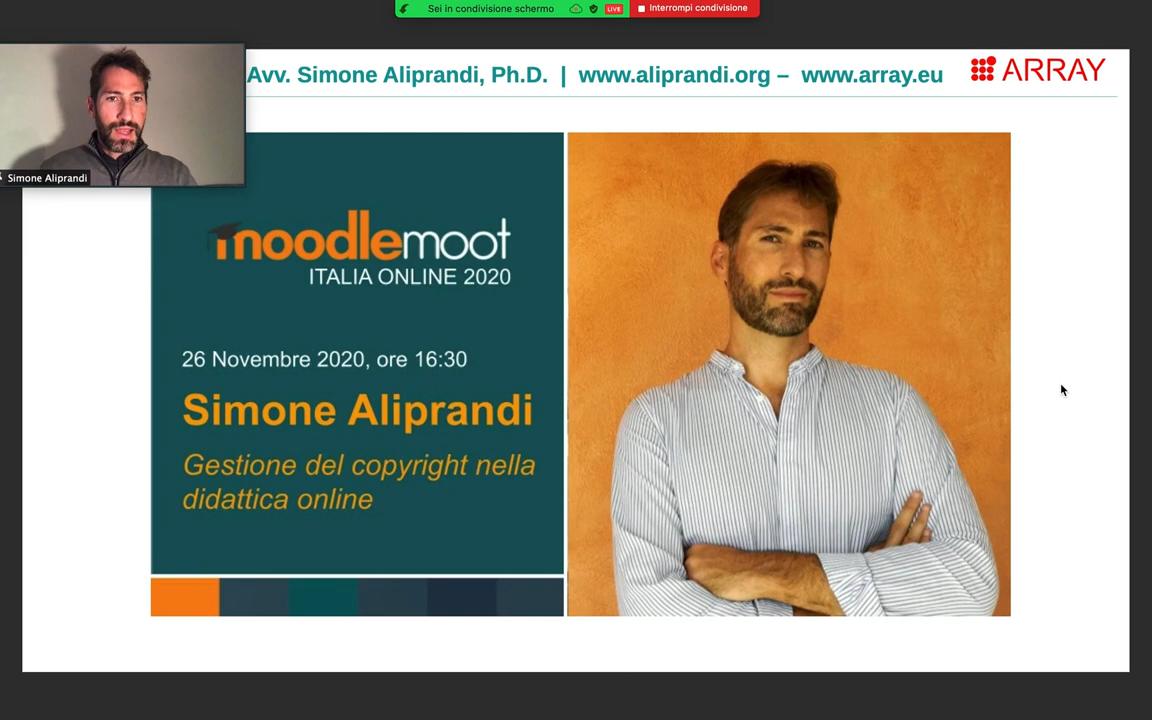 Sei in condivisione schermo
LIVE
Interrompi condivisione
Avv. Simone Aliprandi, Ph.D. | www.aliprandi.org – www.array.eu
ARRAY
Simone Aliprandi
moodlemoot
ITALIA ONLINE 2020
26 Novembre 2020, ore 16:30
Simone Aliprandi
Gestione del copyright nella
didattica online